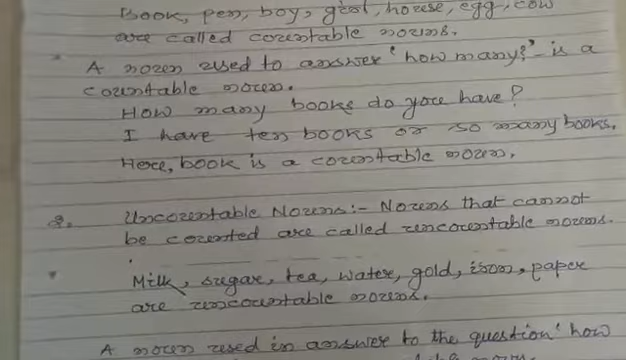 Book, pen, boy, girl, house, egg, cow
are called countable nouns.
A noun used to answer 'how many?' is a
countable noun.
How many books do you have?
I have ten books or so many books.
Here, book is a countable noun.
2. Uncountable Nouns:- Nouns that cannot
be counted are called uncountable nouns.
Milk, sugar, tea, water, gold, iron, paper
are uncountable nouns.
A noun used in answer to the question 'how